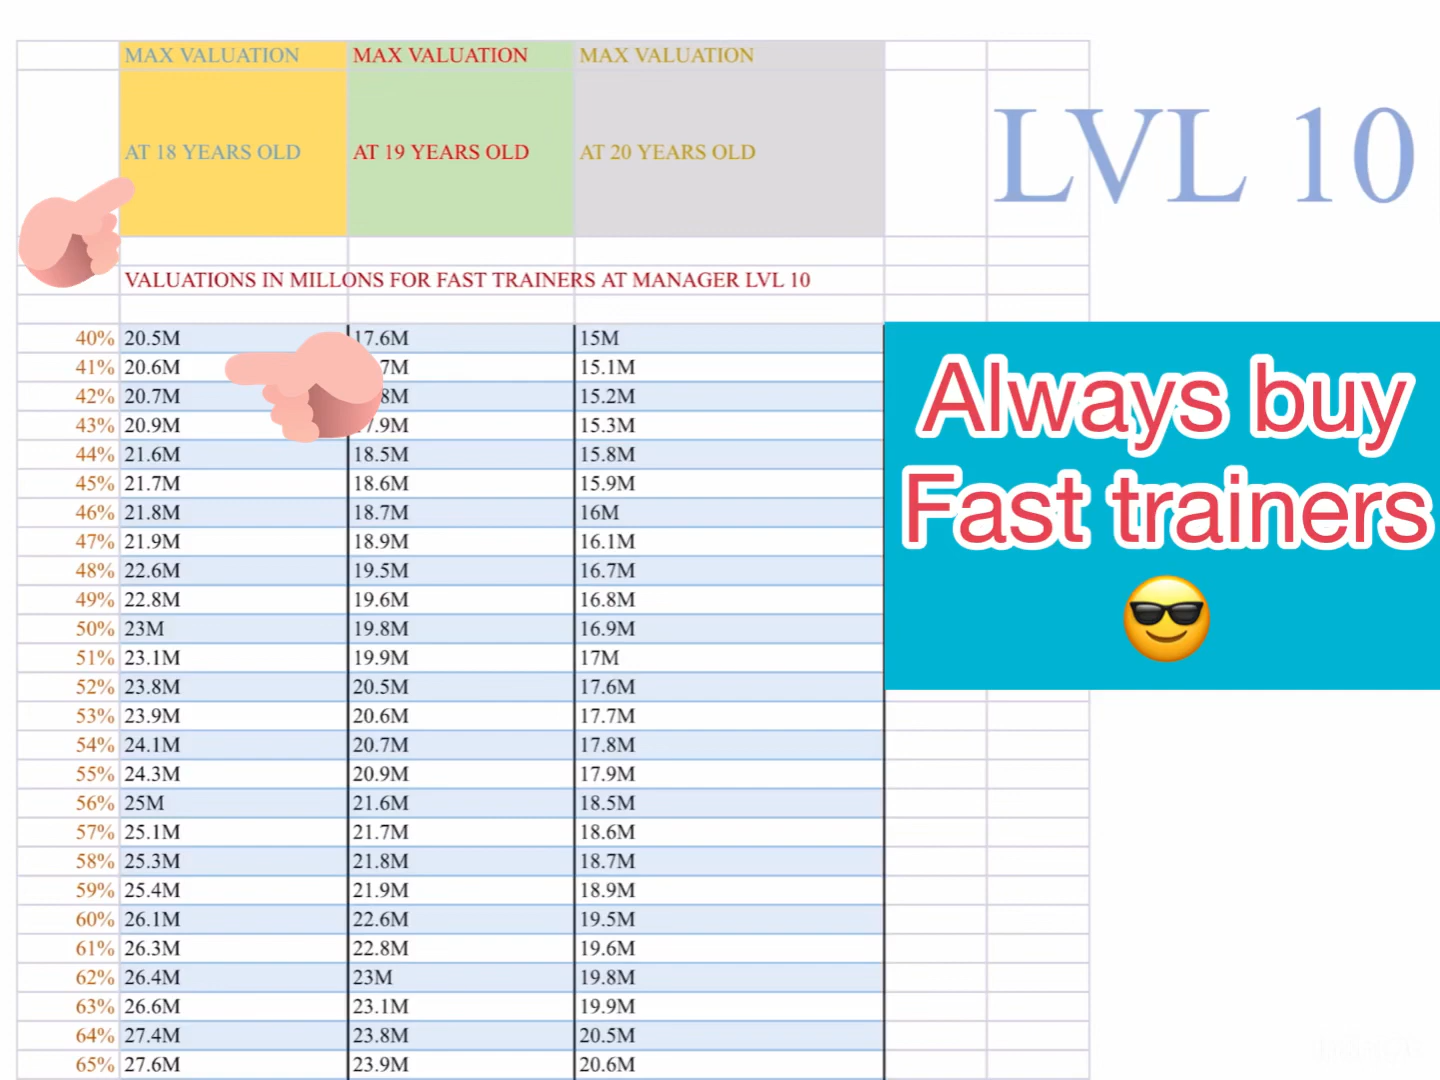 MAX VALUATION MAX VALUATION MAX VALUATION
AT 18 YEARS OLD AT 19 YEARS OLD AT 20 YEARS OLD
LVL 10
VALUATIONS IN MILLONS FOR FAST TRAINERS AT MANAGER LVL 10
40% 20.5M 17.6M 15M
41% 20.6M 7M 15.1M
42% 20.7M 8M 15.2M
43% 20.9M 7.9M 15.3M
44% 21.6M 18.5M 15.8M
45% 21.7M 18.6M 15.9M
46% 21.8M 18.7M 16M
47% 21.9M 18.9M 16.1M
48% 22.6M 19.5M 16.7M
49% 22.8M 19.6M 16.8M
50% 23M 19.8M 16.9M
51% 23.1M 19.9M 17M
52% 23.8M 20.5M 17.6M
53% 23.9M 20.6M 17.7M
54% 24.1M 20.7M 17.8M
55% 24.3M 20.9M 17.9M
56% 25M 21.6M 18.5M
57% 25.1M 21.7M 18.6M
58% 25.3M 21.8M 18.7M
59% 25.4M 21.9M 18.9M
60% 26.1M 22.6M 19.5M
61% 26.3M 22.8M 19.6M
62% 26.4M 23M 19.8M
63% 26.6M 23.1M 19.9M
64% 27.4M 23.8M 20.5M
65% 27.6M 23.9M 20.6M
Always buy
Fast trainers